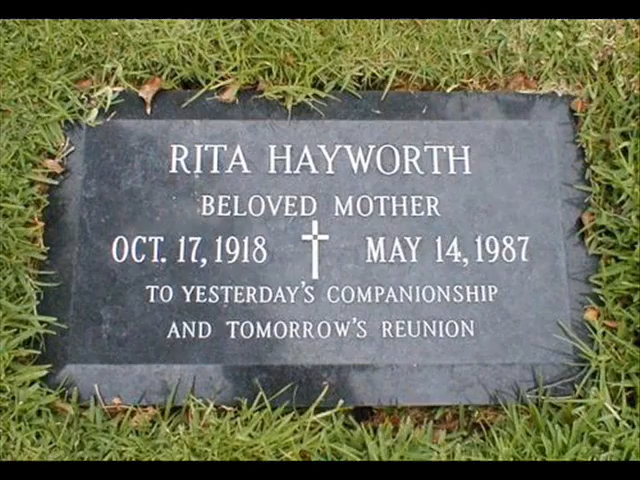 RITA HAYWORTH
BELOVED MOTHER
OCT. 17, 1918 MAY 14, 1987
TO YESTERDAY'S COMPANIONSHIP
AND TOMORROW'S REUNION